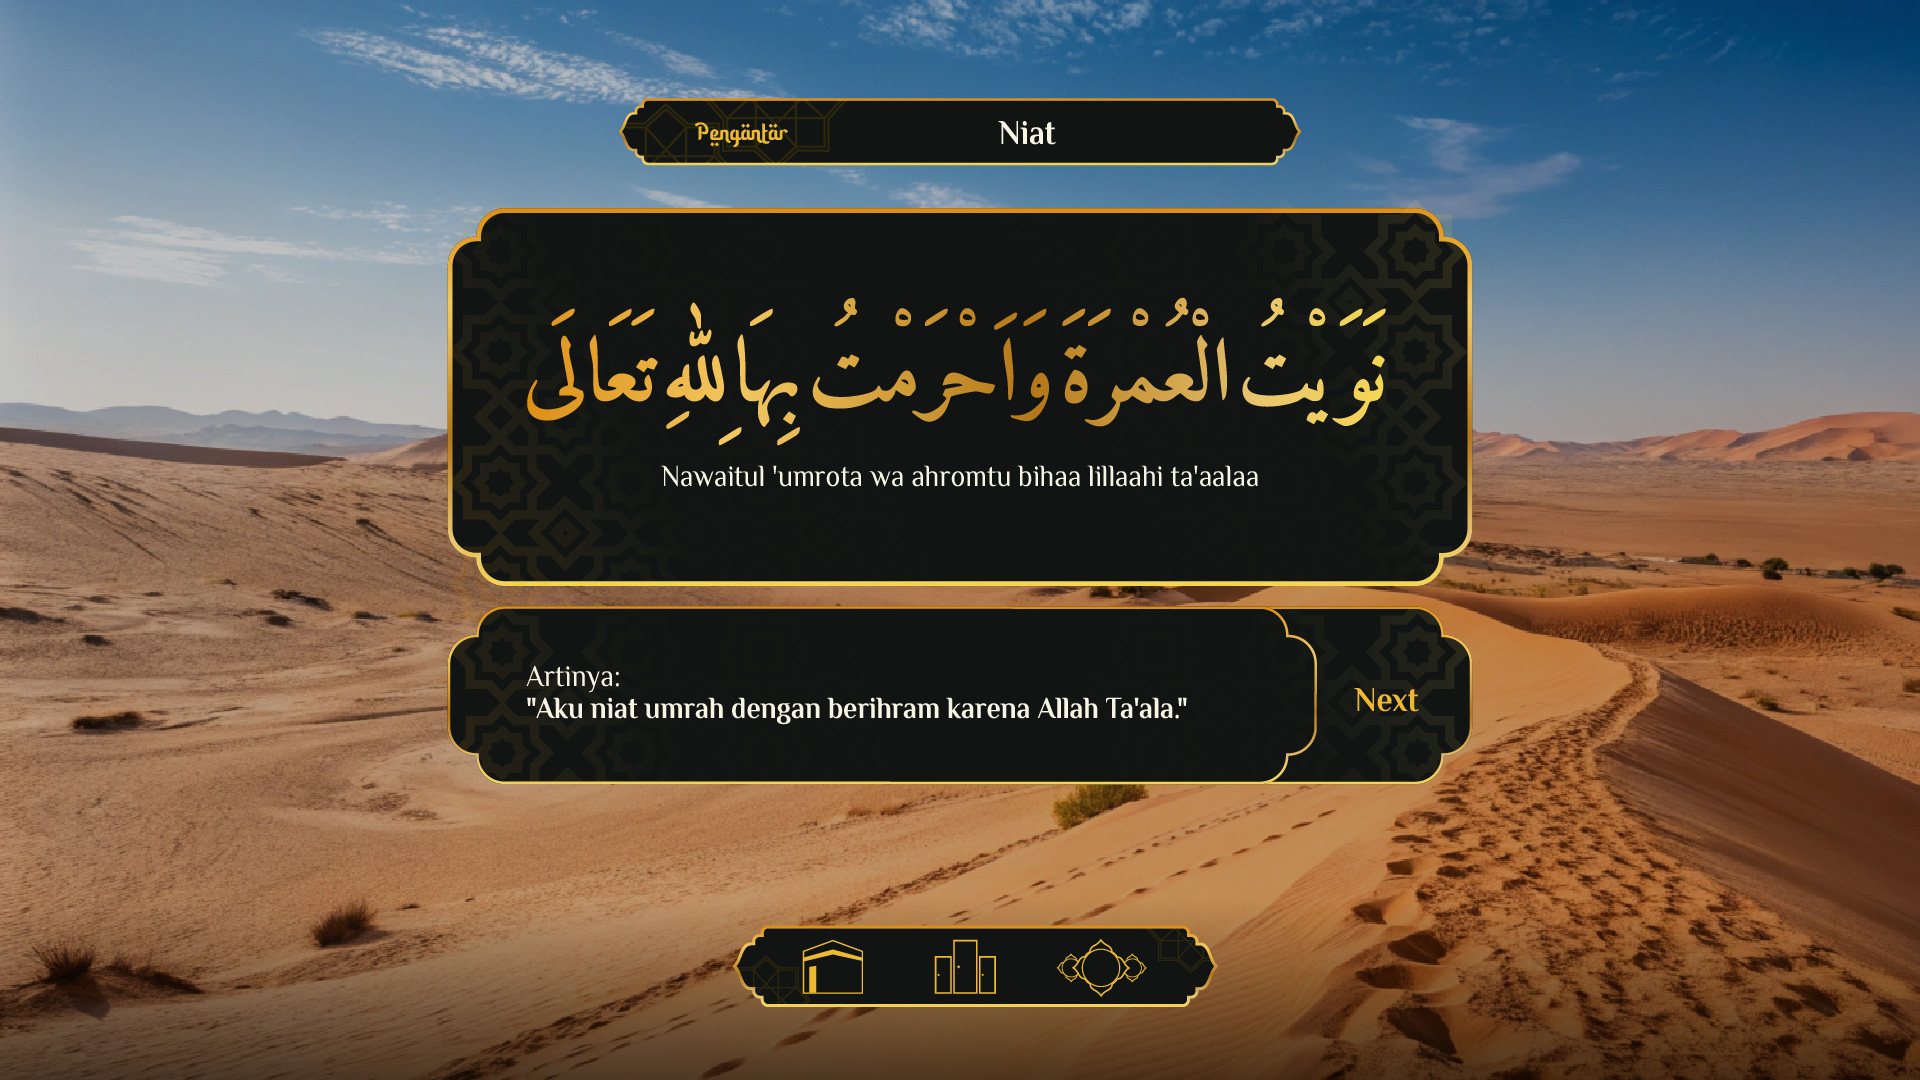 Pengäntär
Niat
نَوَيْتُ الْعُمْرَةَ وَاَحْرَمْتُ بِهَا لِلّٰهِ تَعَالَى
Nawaitul 'umrota wa ahromtu bihaa lillaahi ta'aalaa
Artinya:
"Aku niat umrah dengan berihram karena Allah Ta'ala."
Next